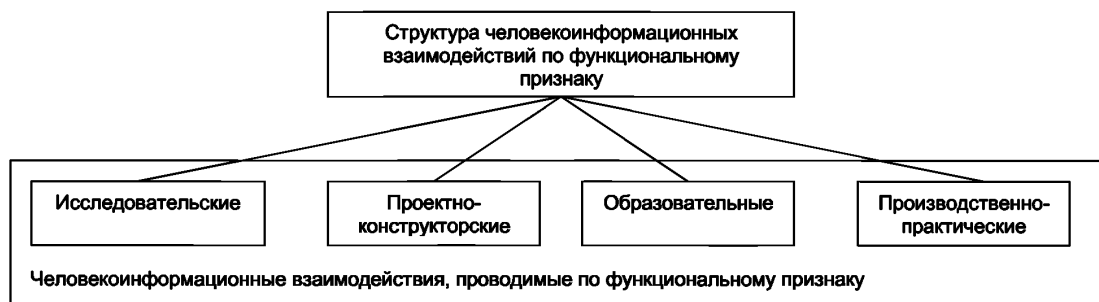 Структура человекоинформационных
взаимодействий по функциональному
признаку
Исследовательские
Проектно-
конструкторские
Образовательные
Производственно-
практические
Человекоинформационные взаимодействия, проводимые по функциональному признаку